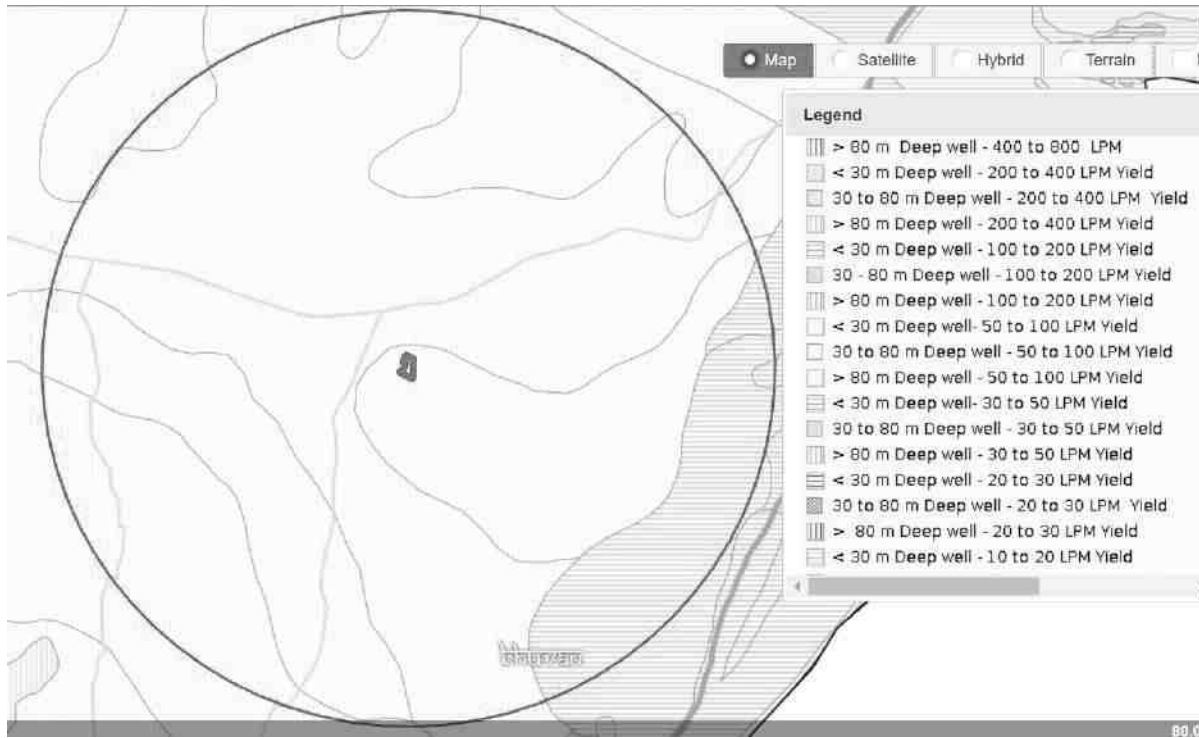 Map
Satellite
Hybrid
Terrain
Legend
> 80 m Deep well - 400 to 800 LPM
< 30 m Deep well - 200 to 400 LPM Yield
30 to 80 m Deep well - 200 to 400 LPM Yield
> 80 m Deep well - 200 to 400 LPM Yield
< 30 m Deep well - 100 to 200 LPM Yield
30 - 80 m Deep well - 100 to 200 LPM Yield
> 80 m Deep well - 100 to 200 LPM Yield
< 30 m Deep well- 50 to 100 LPM Yield
30 to 80 m Deep well - 50 to 100 LPM Yield
> 80 m Deep well - 50 to 100 LPM Yield
< 30 m Deep well- 30 to 50 LPM Yield
30 to 80 m Deep well - 30 to 50 LPM Yield
> 80 m Deep well - 30 to 50 LPM Yield
< 30 m Deep well - 20 to 30 LPM Yield
30 to 80 m Deep well - 20 to 30 LPM Yield
> 80 m Deep well - 20 to 30 LPM Yield
< 30 m Deep well - 10 to 20 LPM Yield